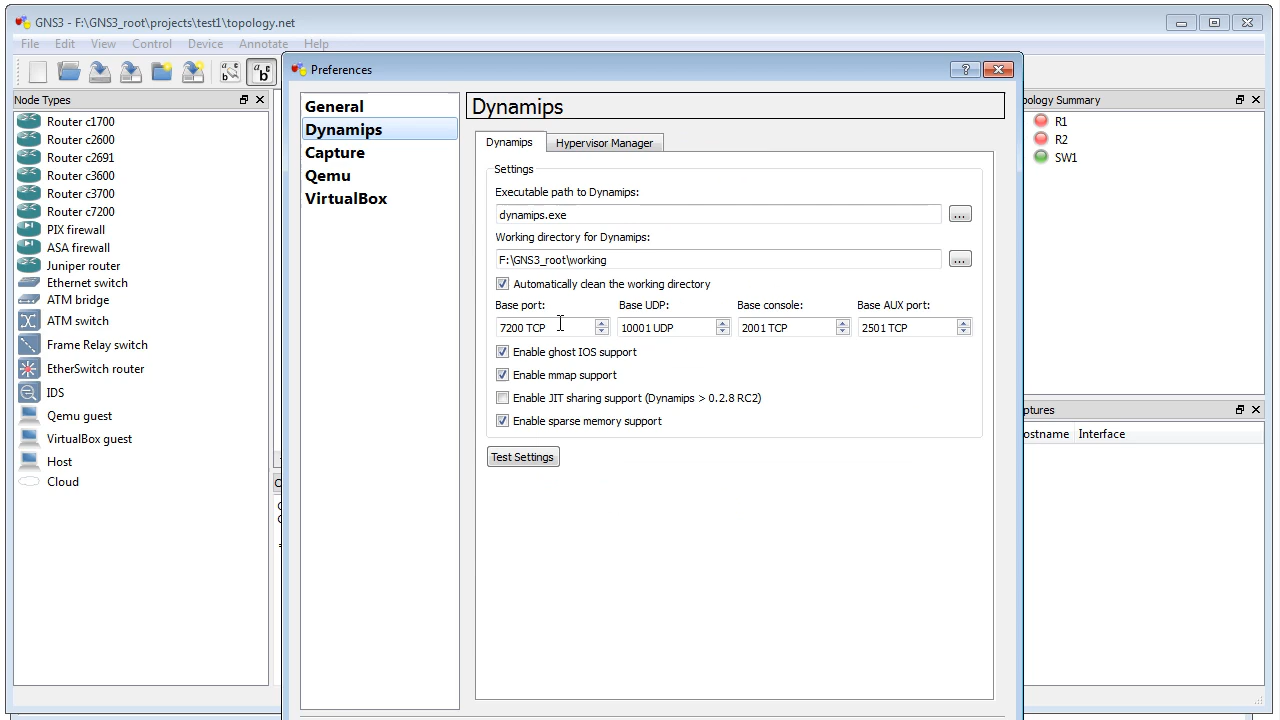 GNS3 - F:\GNS3_root\projects\test1\topology.net
File Edit View Control Device Annotate Help
Node Types
Router c1700
Router c2600
Router c2691
Router c3600
Router c3700
Router c7200
PIX firewall
ASA firewall
Juniper router
Ethernet switch
ATM bridge
ATM switch
Frame Relay switch
EtherSwitch router
IDS
Qemu guest
VirtualBox guest
Host
Cloud
Preferences
General
Dynamips
Capture
Qemu
VirtualBox
Dynamips
Dynamips Hypervisor Manager
Settings
Executable path to Dynamips:
dynamips.exe ...
Working directory for Dynamips:
F:\GNS3_root\working ...
Automatically clean the working directory
Base port: Base UDP: Base console: Base AUX port:
7200 TCP 10001 UDP 2001 TCP 2501 TCP
Enable ghost IOS support
Enable mmap support
Enable JIT sharing support (Dynamips > 0.2.8 RC2)
Enable sparse memory support
Test Settings
pology Summary
R1
R2
SW1
ptures
ostname Interface